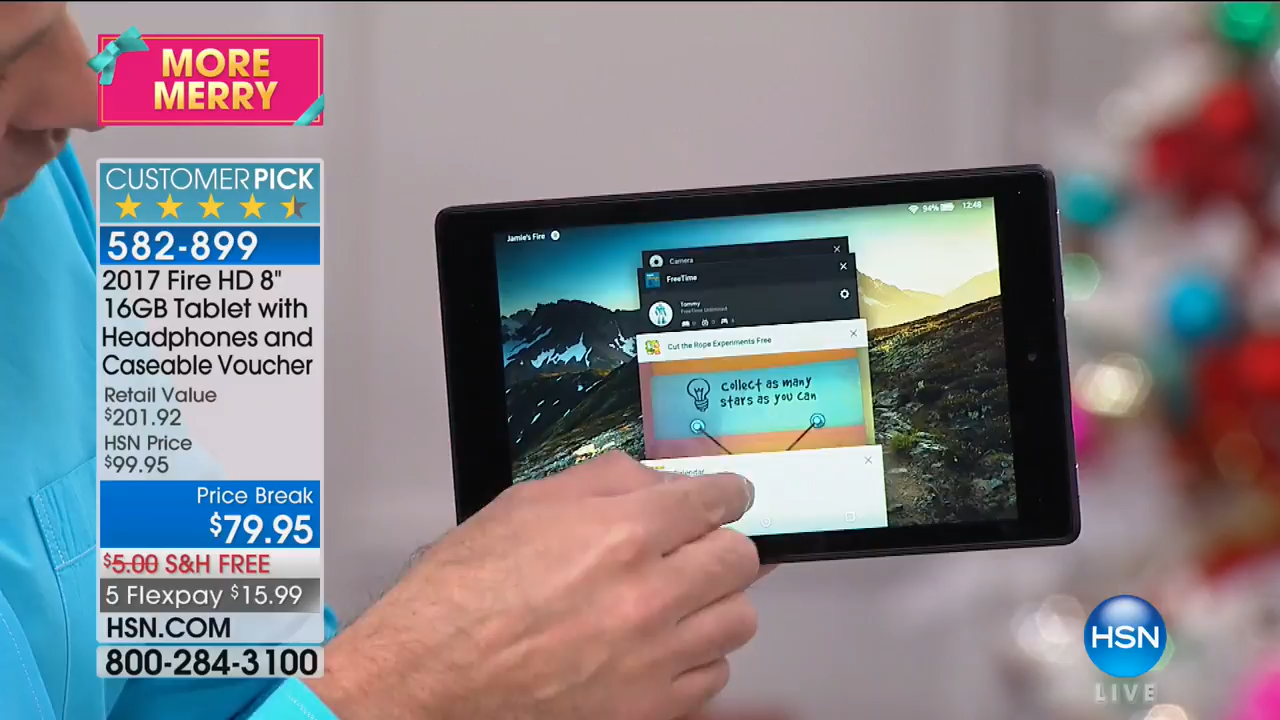 MORE
MERRY
CUSTOMERPICK
582-899
2017 Fire HD 8"
16GB Tablet with
Headphones and
Caseable Voucher
Retail Value
$201.92
HSN Price
$99.95
Price Break
$79.95
$5.00 S&H FREE
5 Flexpay $15.99
HSN.COM
800-284-3100
Jamie's Fire
94%
12:48
Camera
FreeTime
Tommy
FreeTime Unlimited
Cut the Rope Experiments Free
collect as many
stars as you can
HSN
LIVE